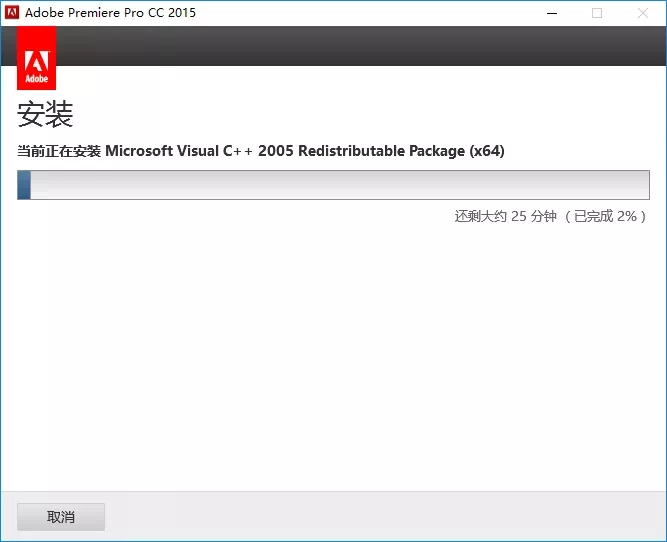 Adobe Premiere Pro CC 2015
Adobe
安装
当前正在安装 Microsoft Visual C++ 2005 Redistributable Package (x64)
还剩大约 25 分钟 （已完成 2%）
取消